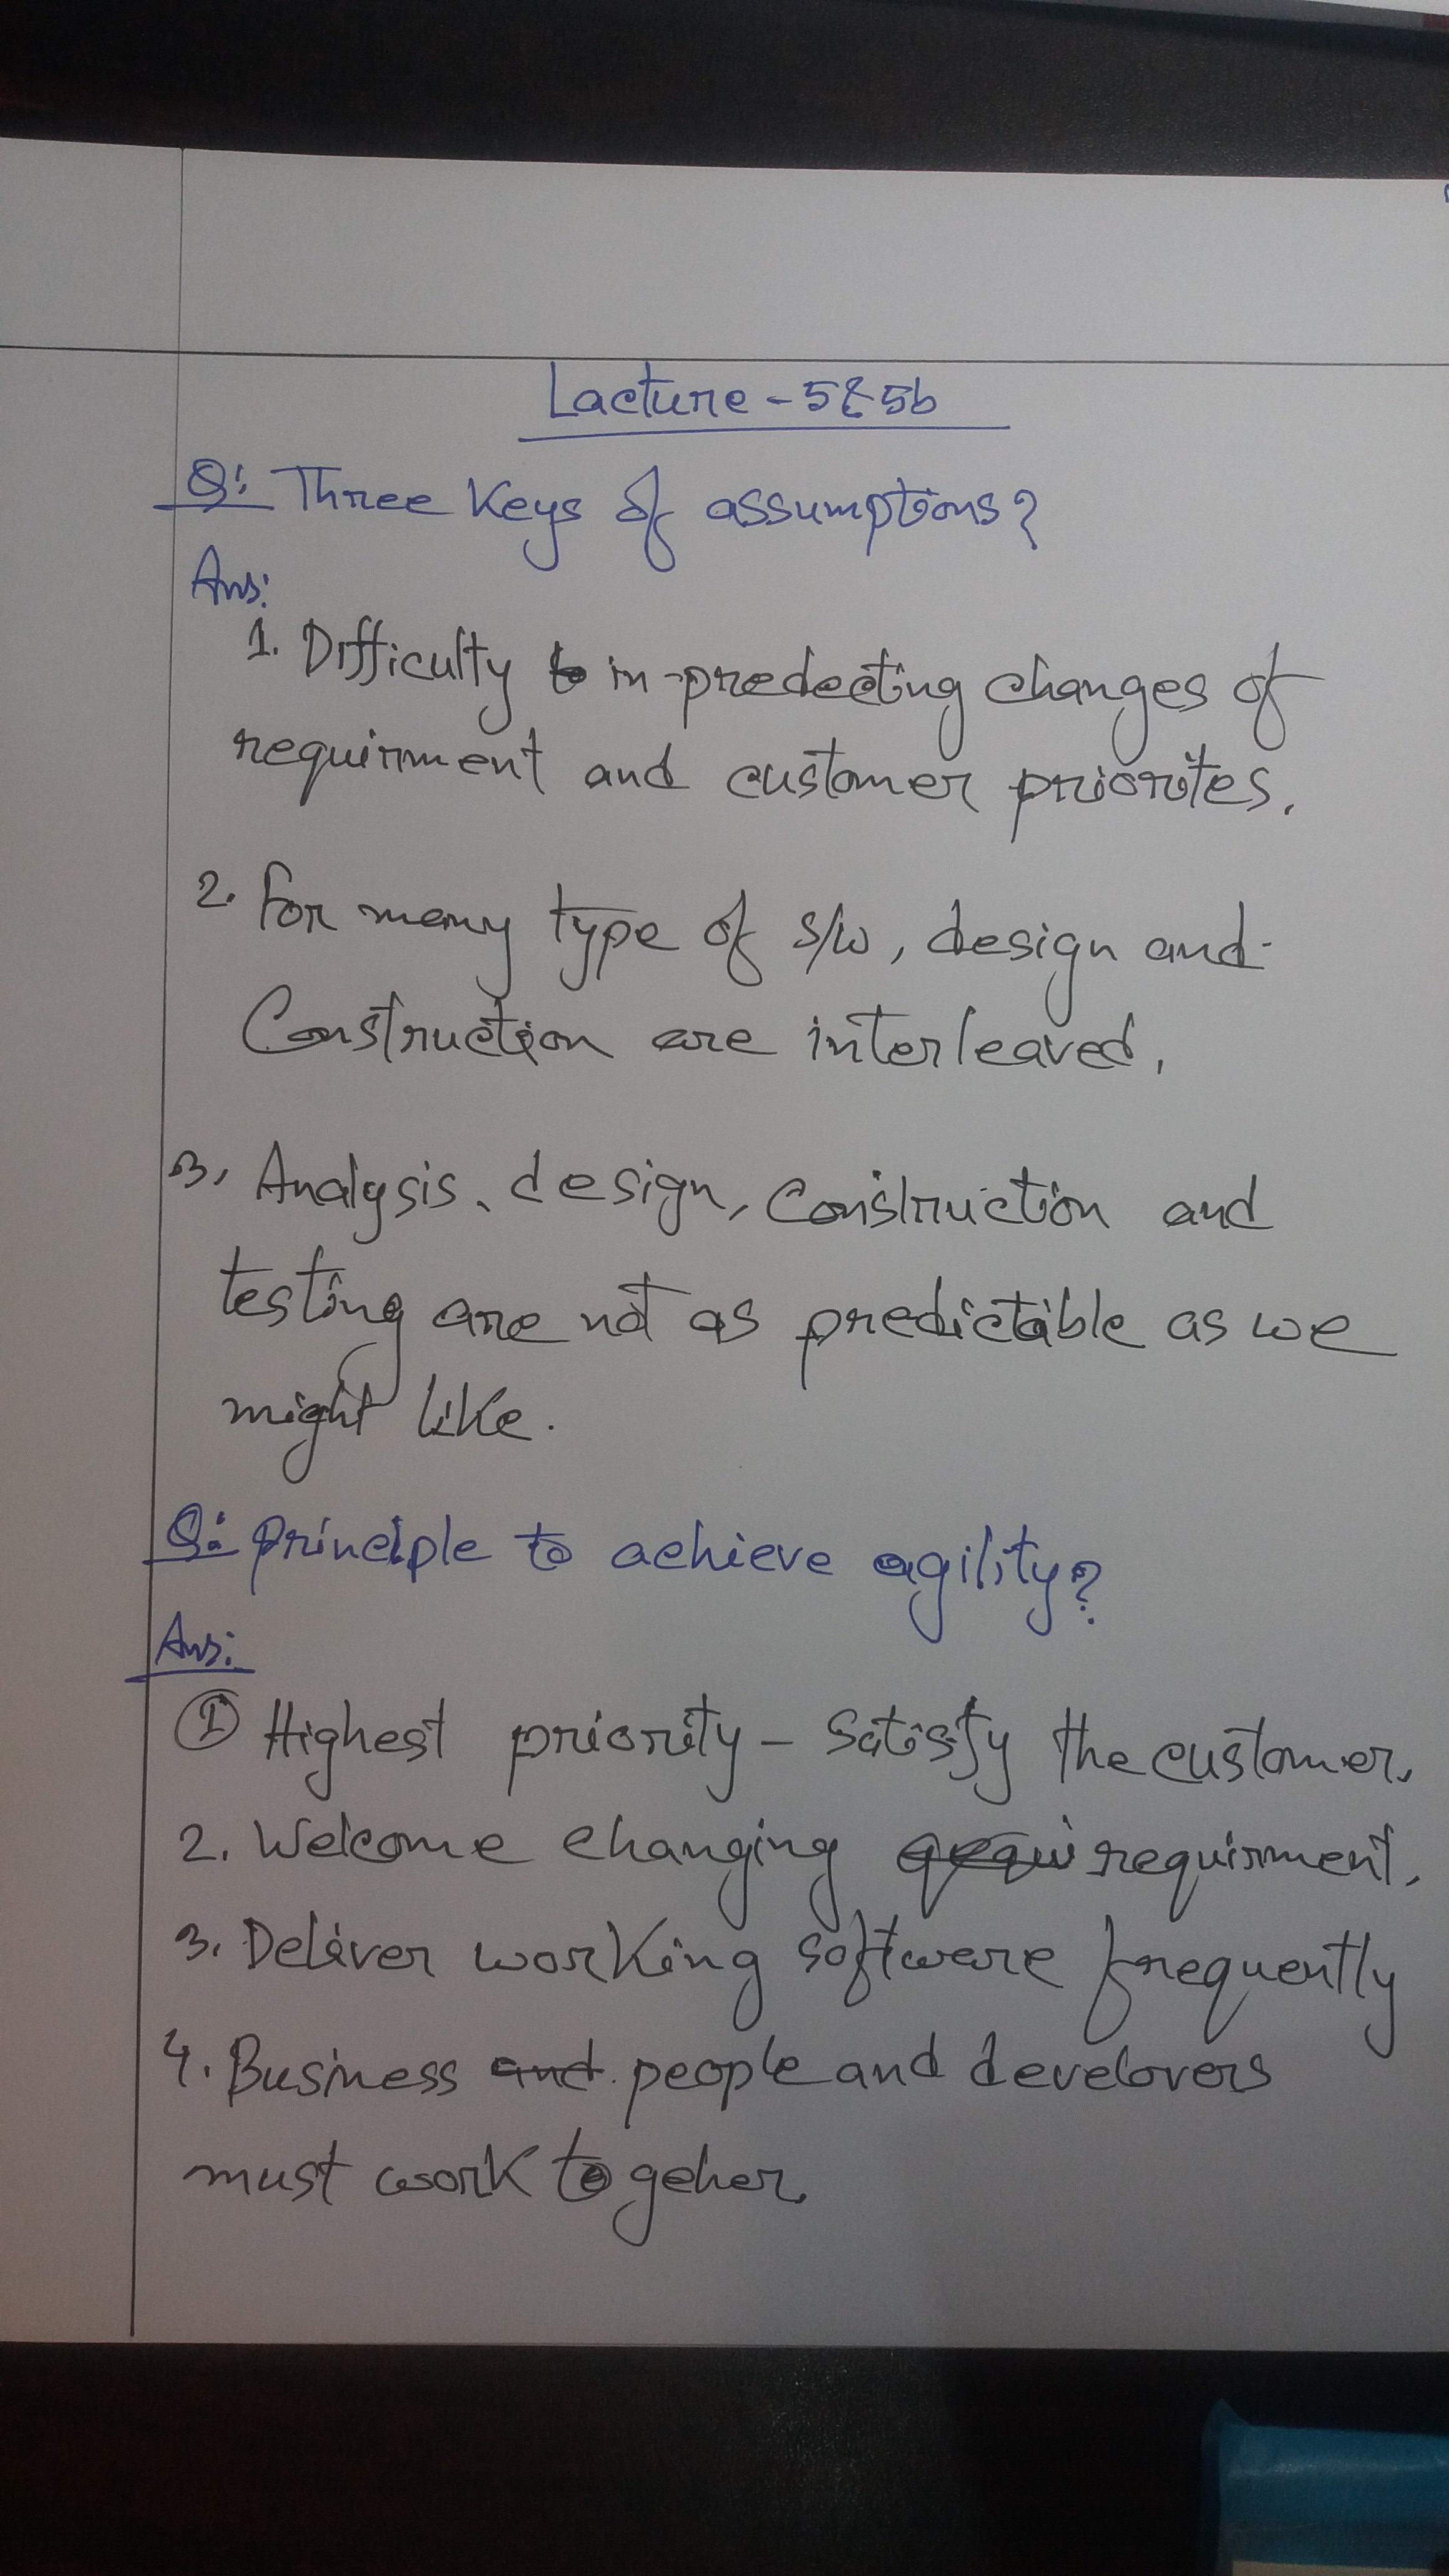 Lacture - 5 & 5b
Q: Three Keys of assumptions?
Ans:
1. Difficulty in predecting changes of
requirment and customer priorites.
2. For many type of s/w, design and
Construction are interleaved.
3. Analysis, design, Construction and
testing are not as predictable as we
might like.
Q: Principle to achieve agility?
Ans:
① Highest priority - Satisfy the customer.
2. Welcome changing requirment.
3. Deliver working software frequently
4. Business and people and develovers
must work togeher.